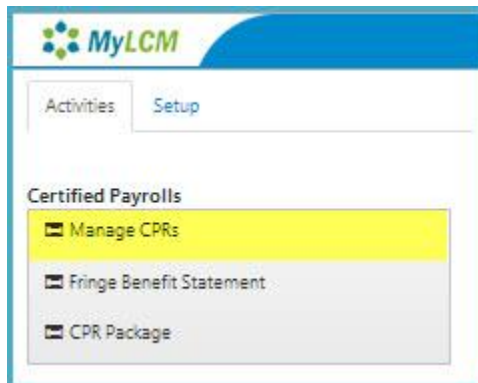 MyLCM
Activities Setup
Certified Payrolls
Manage CPRs
Fringe Benefit Statement
CPR Package